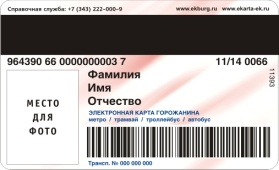 Справочная служба: +7 (343) 222-000-9 www.ekburg.ru - www.ekarta-ek.ru
964390 66 0000000003 7 11/14 0066
11393
Фамилия
Имя
Отчество
МЕСТО
ДЛЯ
ФОТО
ЭЛЕКТРОННАЯ КАРТА ГОРОЖАНИНА
метро / трамвай / троллейбус / автобус
Трансп. № 000 000 000